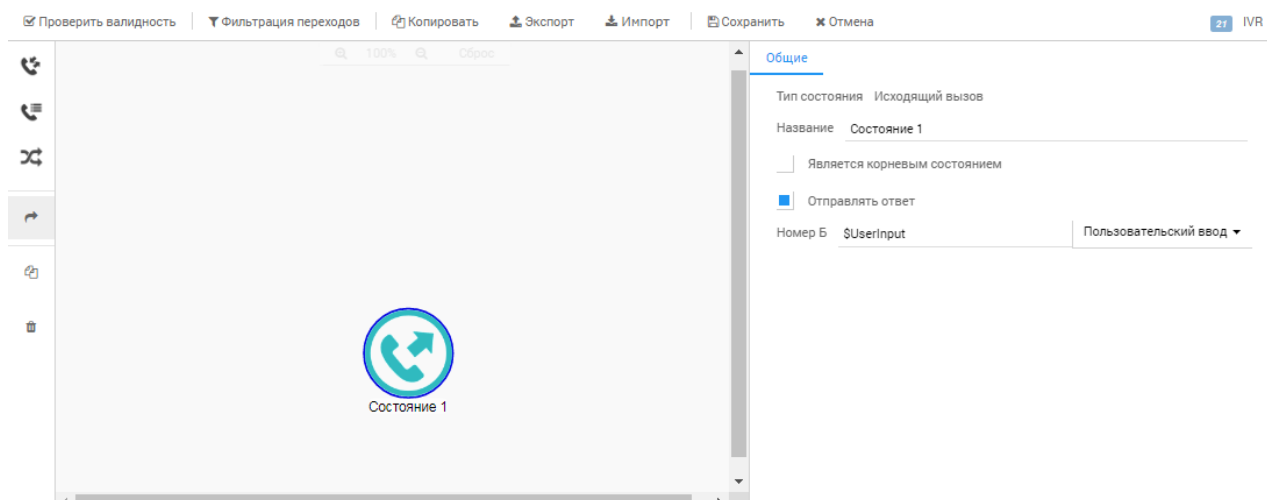 Проверить валидность Фильтрация переходов Копировать Экспорт Импорт Сохранить Отмена 21 IVR
100% Сброс
Общие
Тип состояния Исходящий вызов
Название Состояние 1
Является корневым состоянием
Отправлять ответ
Номер Б $UserInput Пользовательский ввод
Состояние 1